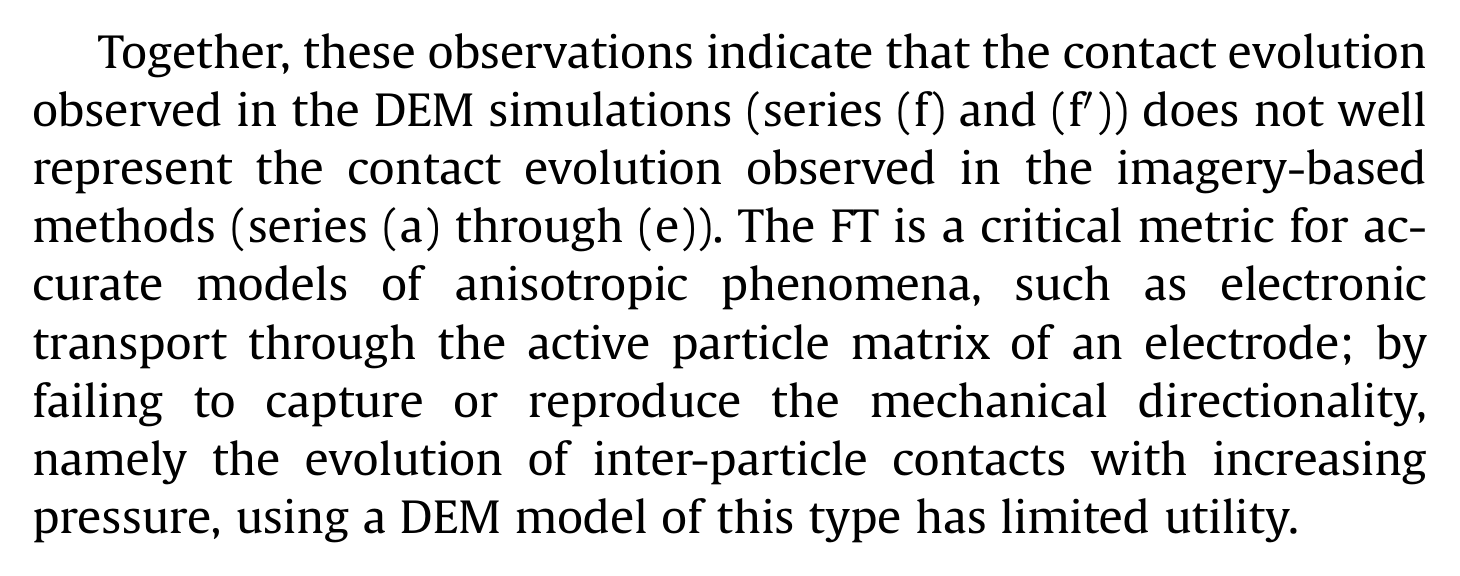 Together, these observations indicate that the contact evolution
observed in the DEM simulations (series (f) and (f′)) does not well
represent the contact evolution observed in the imagery-based
methods (series (a) through (e)). The FT is a critical metric for ac-
curate models of anisotropic phenomena, such as electronic
transport through the active particle matrix of an electrode; by
failing to capture or reproduce the mechanical directionality,
namely the evolution of inter-particle contacts with increasing
pressure, using a DEM model of this type has limited utility.